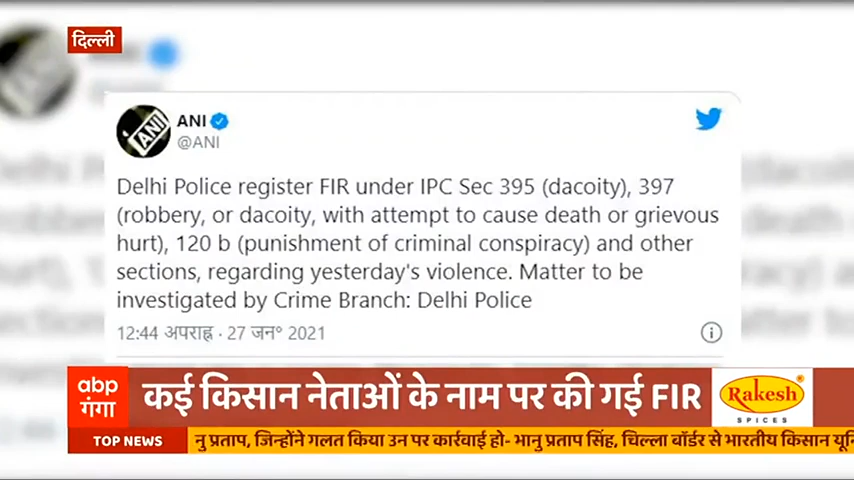 दिल्ली
ANI
@ANI
Delhi Police register FIR under IPC Sec 395 (dacoity), 397
(robbery, or dacoity, with attempt to cause death or grievous
hurt), 120 b (punishment of criminal conspiracy) and other
sections, regarding yesterday's violence. Matter to be
investigated by Crime Branch: Delhi Police
12:44 अपराह्न · 27 जन॰ 2021
abp
गंगा
कई किसान नेताओं के नाम पर की गई FIR
Rakesh
SPICES
TOP NEWS
नु प्रताप, जिन्होंने गलत किया उन पर कार्रवाई हो- भानु प्रताप सिंह, चिल्ला बॉर्डर से भारतीय किसान यूनि